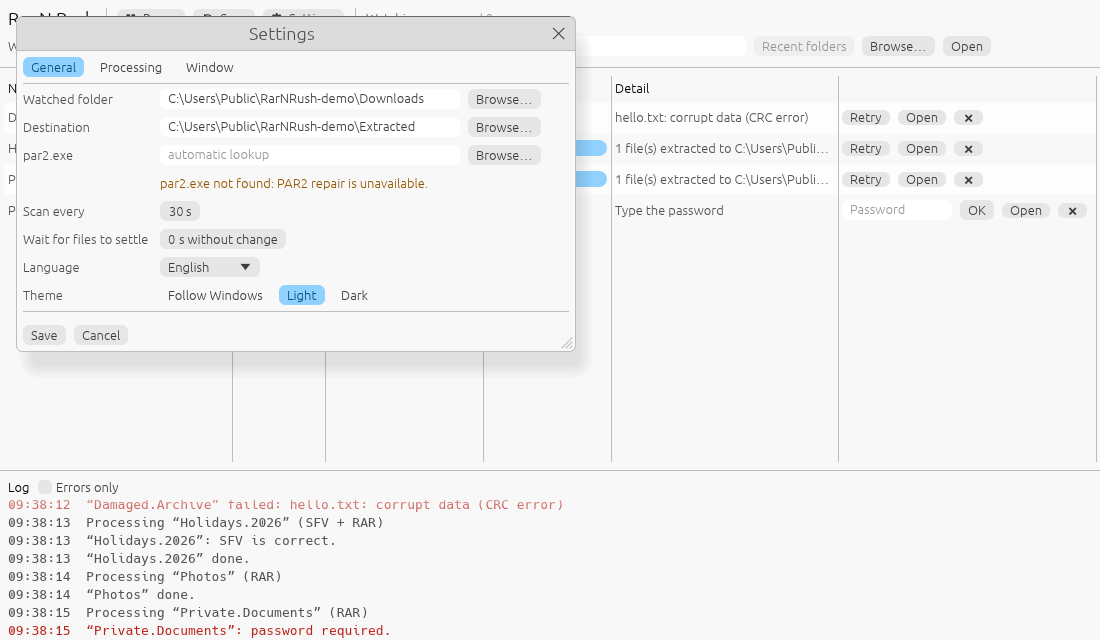 Settings
Recent folders Browse… Open
General Processing Window
Detail
Watched folder C:\Users\Public\RarNRush-demo\Downloads Browse…
hello.txt: corrupt data (CRC error) Retry Open ×
Destination C:\Users\Public\RarNRush-demo\Extracted Browse…
1 file(s) extracted to C:\Users\Publi… Retry Open ×
par2.exe automatic lookup Browse…
par2.exe not found: PAR2 repair is unavailable.
1 file(s) extracted to C:\Users\Publi… Retry Open ×
Scan every 30 s
Type the password Password OK Open ×
Wait for files to settle 0 s without change
Language English
Theme Follow Windows Light Dark
Save Cancel
Log Errors only
09:38:12 “Damaged.Archive” failed: hello.txt: corrupt data (CRC error)
09:38:13 Processing “Holidays.2026” (SFV + RAR)
09:38:13 “Holidays.2026”: SFV is correct.
09:38:13 “Holidays.2026” done.
09:38:14 Processing “Photos” (RAR)
09:38:14 “Photos” done.
09:38:15 Processing “Private.Documents” (RAR)
09:38:15 “Private.Documents”: password required.